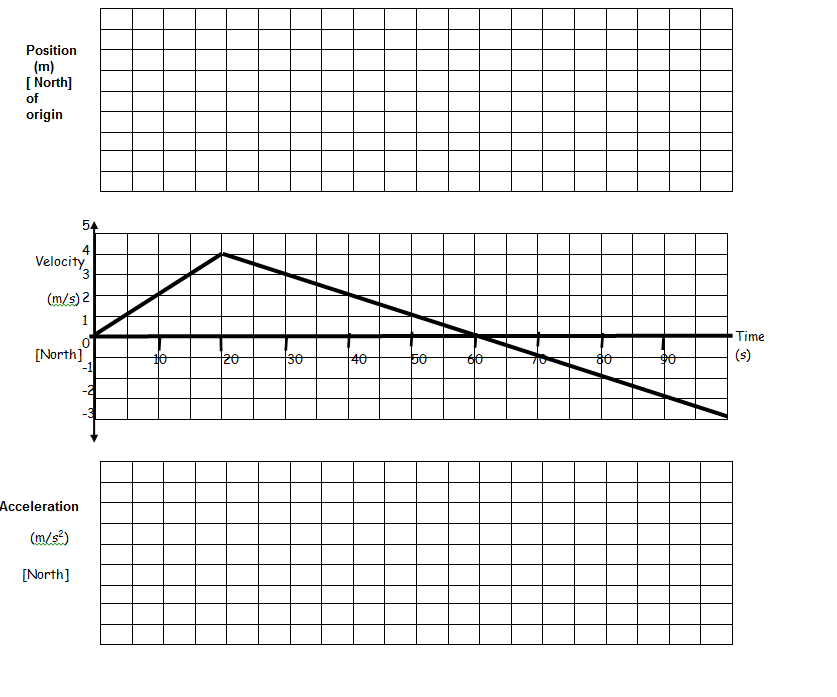 Position
(m)
[ North]
of
origin
5
4
Velocity
3
(m/s) 2
1
0
Time
[North]
(s)
-1
10 20 30 40 50 60 70 80 90
-2
-3
Acceleration
(m/s²)
[North]